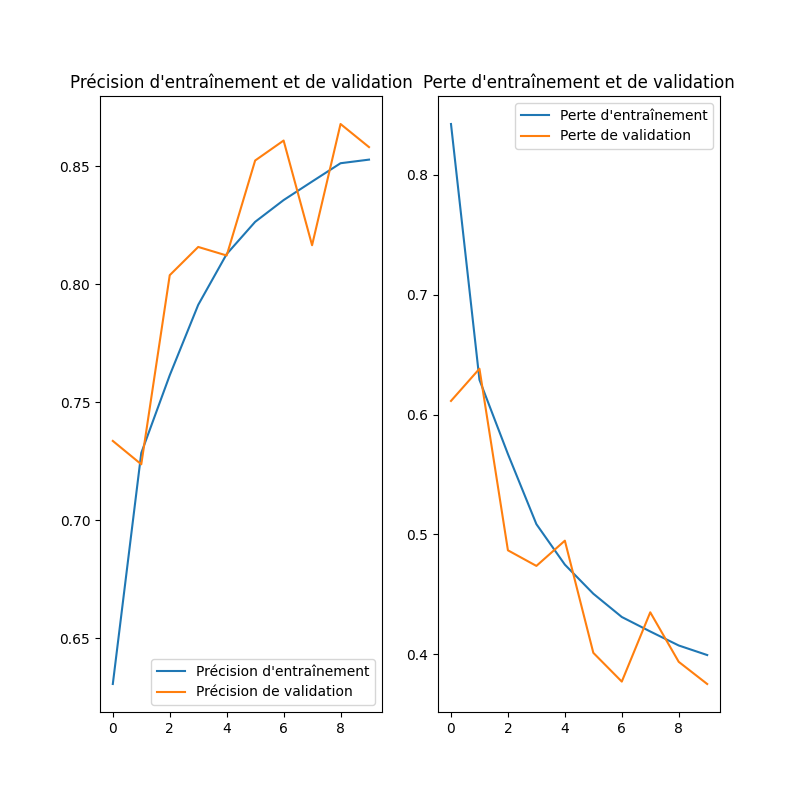 Précision d'entraînement et de validation
0.85
0.80
0.75
0.70
0.65
Précision d'entraînement
Précision de validation
0 2 4 6 8
Perte d'entraînement et de validation
Perte d'entraînement
Perte de validation
0.8
0.7
0.6
0.5
0.4
0 2 4 6 8